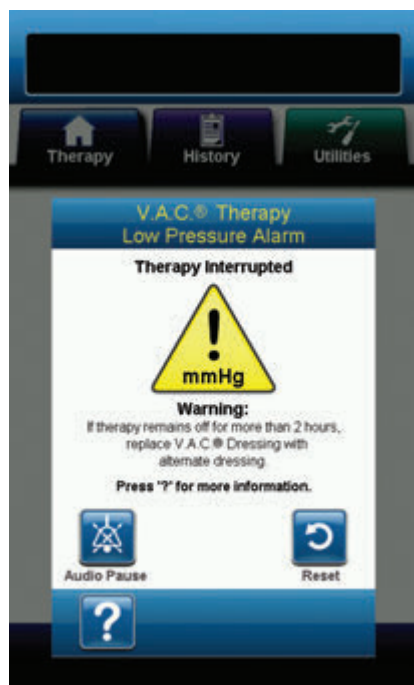 Therapy History Utilities
V.A.C.® Therapy
Low Pressure Alarm
Therapy Interrupted
!
mmHg
Warning:
If therapy remains off for more than 2 hours,
replace V.A.C.® Dressing with
alternate dressing.
Press '?' for more information.
Audio Pause Reset
?